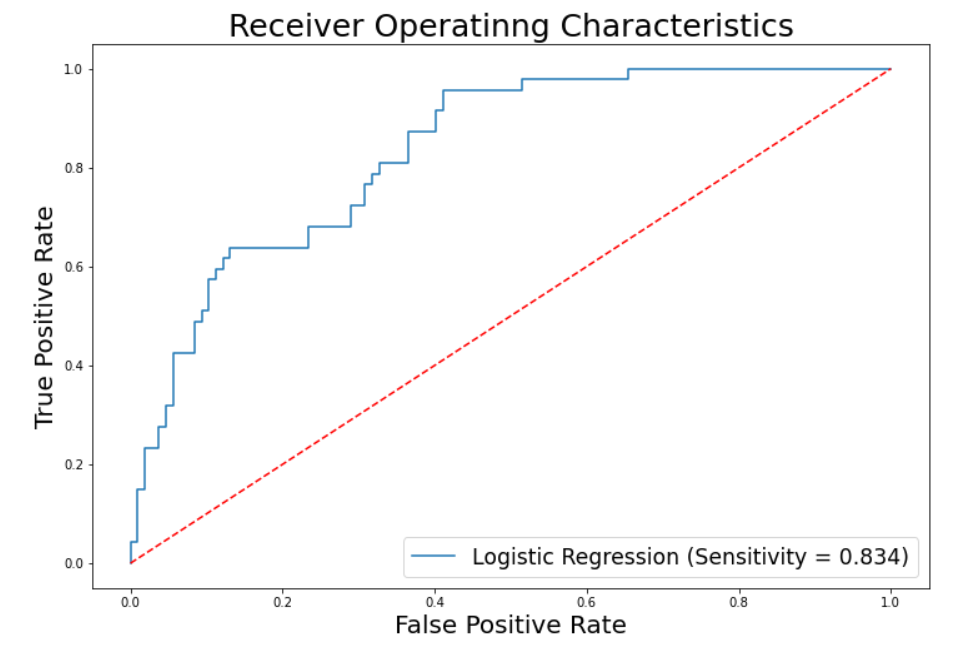 Receiver Operatinng Characteristics
True Positive Rate
1.0
0.8
0.6
0.4
0.2
0.0
Logistic Regression (Sensitivity = 0.834)
0.0 0.2 0.4 0.6 0.8 1.0
False Positive Rate